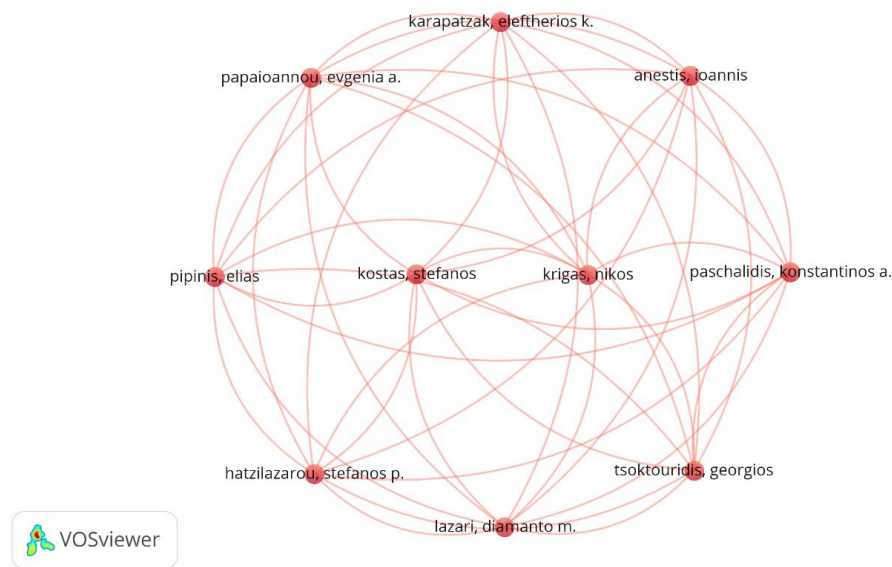 karapatzak, eleftherios k.
papaioannou, evgenia a.
anestis, ioannis
pipinis, elias
kostas, stefanos
krigas, nikos
paschalidis, konstantinos a.
hatzilazarou, stefanos p.
tsoktouridis, georgios
lazari, diamanto m.
VOSviewer